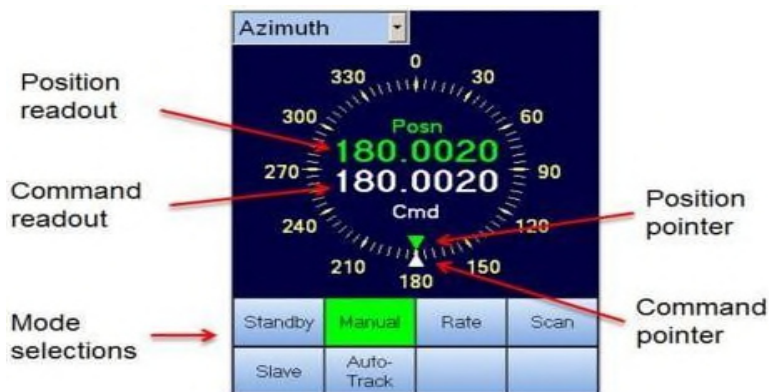 Azimuth
0
330
30
300
60
270
90
240
120
210
150
180
Posn
180.0020
180.0020
Cmd
Position
readout
Command
readout
Mode
selections
Position
pointer
Command
pointer
Standby
Manual
Rate
Scan
Slave
Auto-
Track